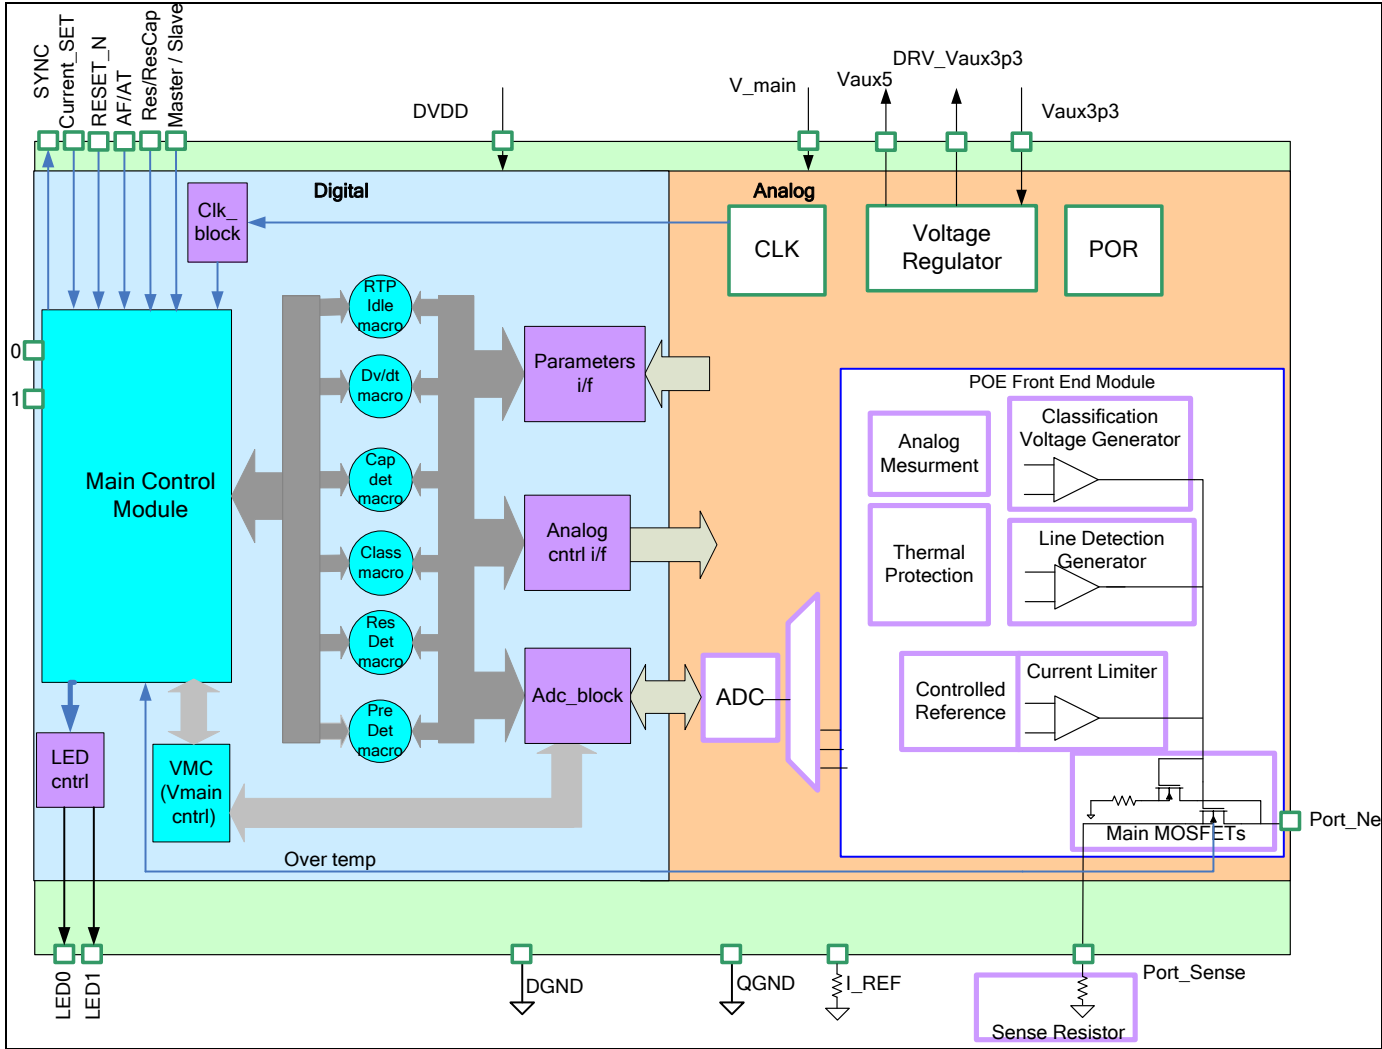 SYNC
Current_SET
RESET_N
AF/AT
Res/ResCap
Master / Slave
DVDD
V_main
Vaux5
DRV_Vaux3p3
Vaux3p3
Digital
Analog
Clk_
block
CLK
Voltage
Regulator
POR
0
1
Main Control
Module
RTP
Idle
macro
Dv/dt
macro
Cap
det
macro
Class
macro
Res
Det
macro
Pre
Det
macro
Parameters
i/f
Analog
cntrl i/f
Adc_block
ADC
POE Front End Module
Analog
Mesurment
Classification
Voltage Generator
Thermal
Protection
Line Detection
Generator
Controlled
Reference
Current Limiter
Main MOSFETs
Port_Ne
LED
cntrl
VMC
(Vmain
cntrl)
Over temp
LED0
LED1
DGND
QGND
I_REF
Port_Sense
Sense Resistor